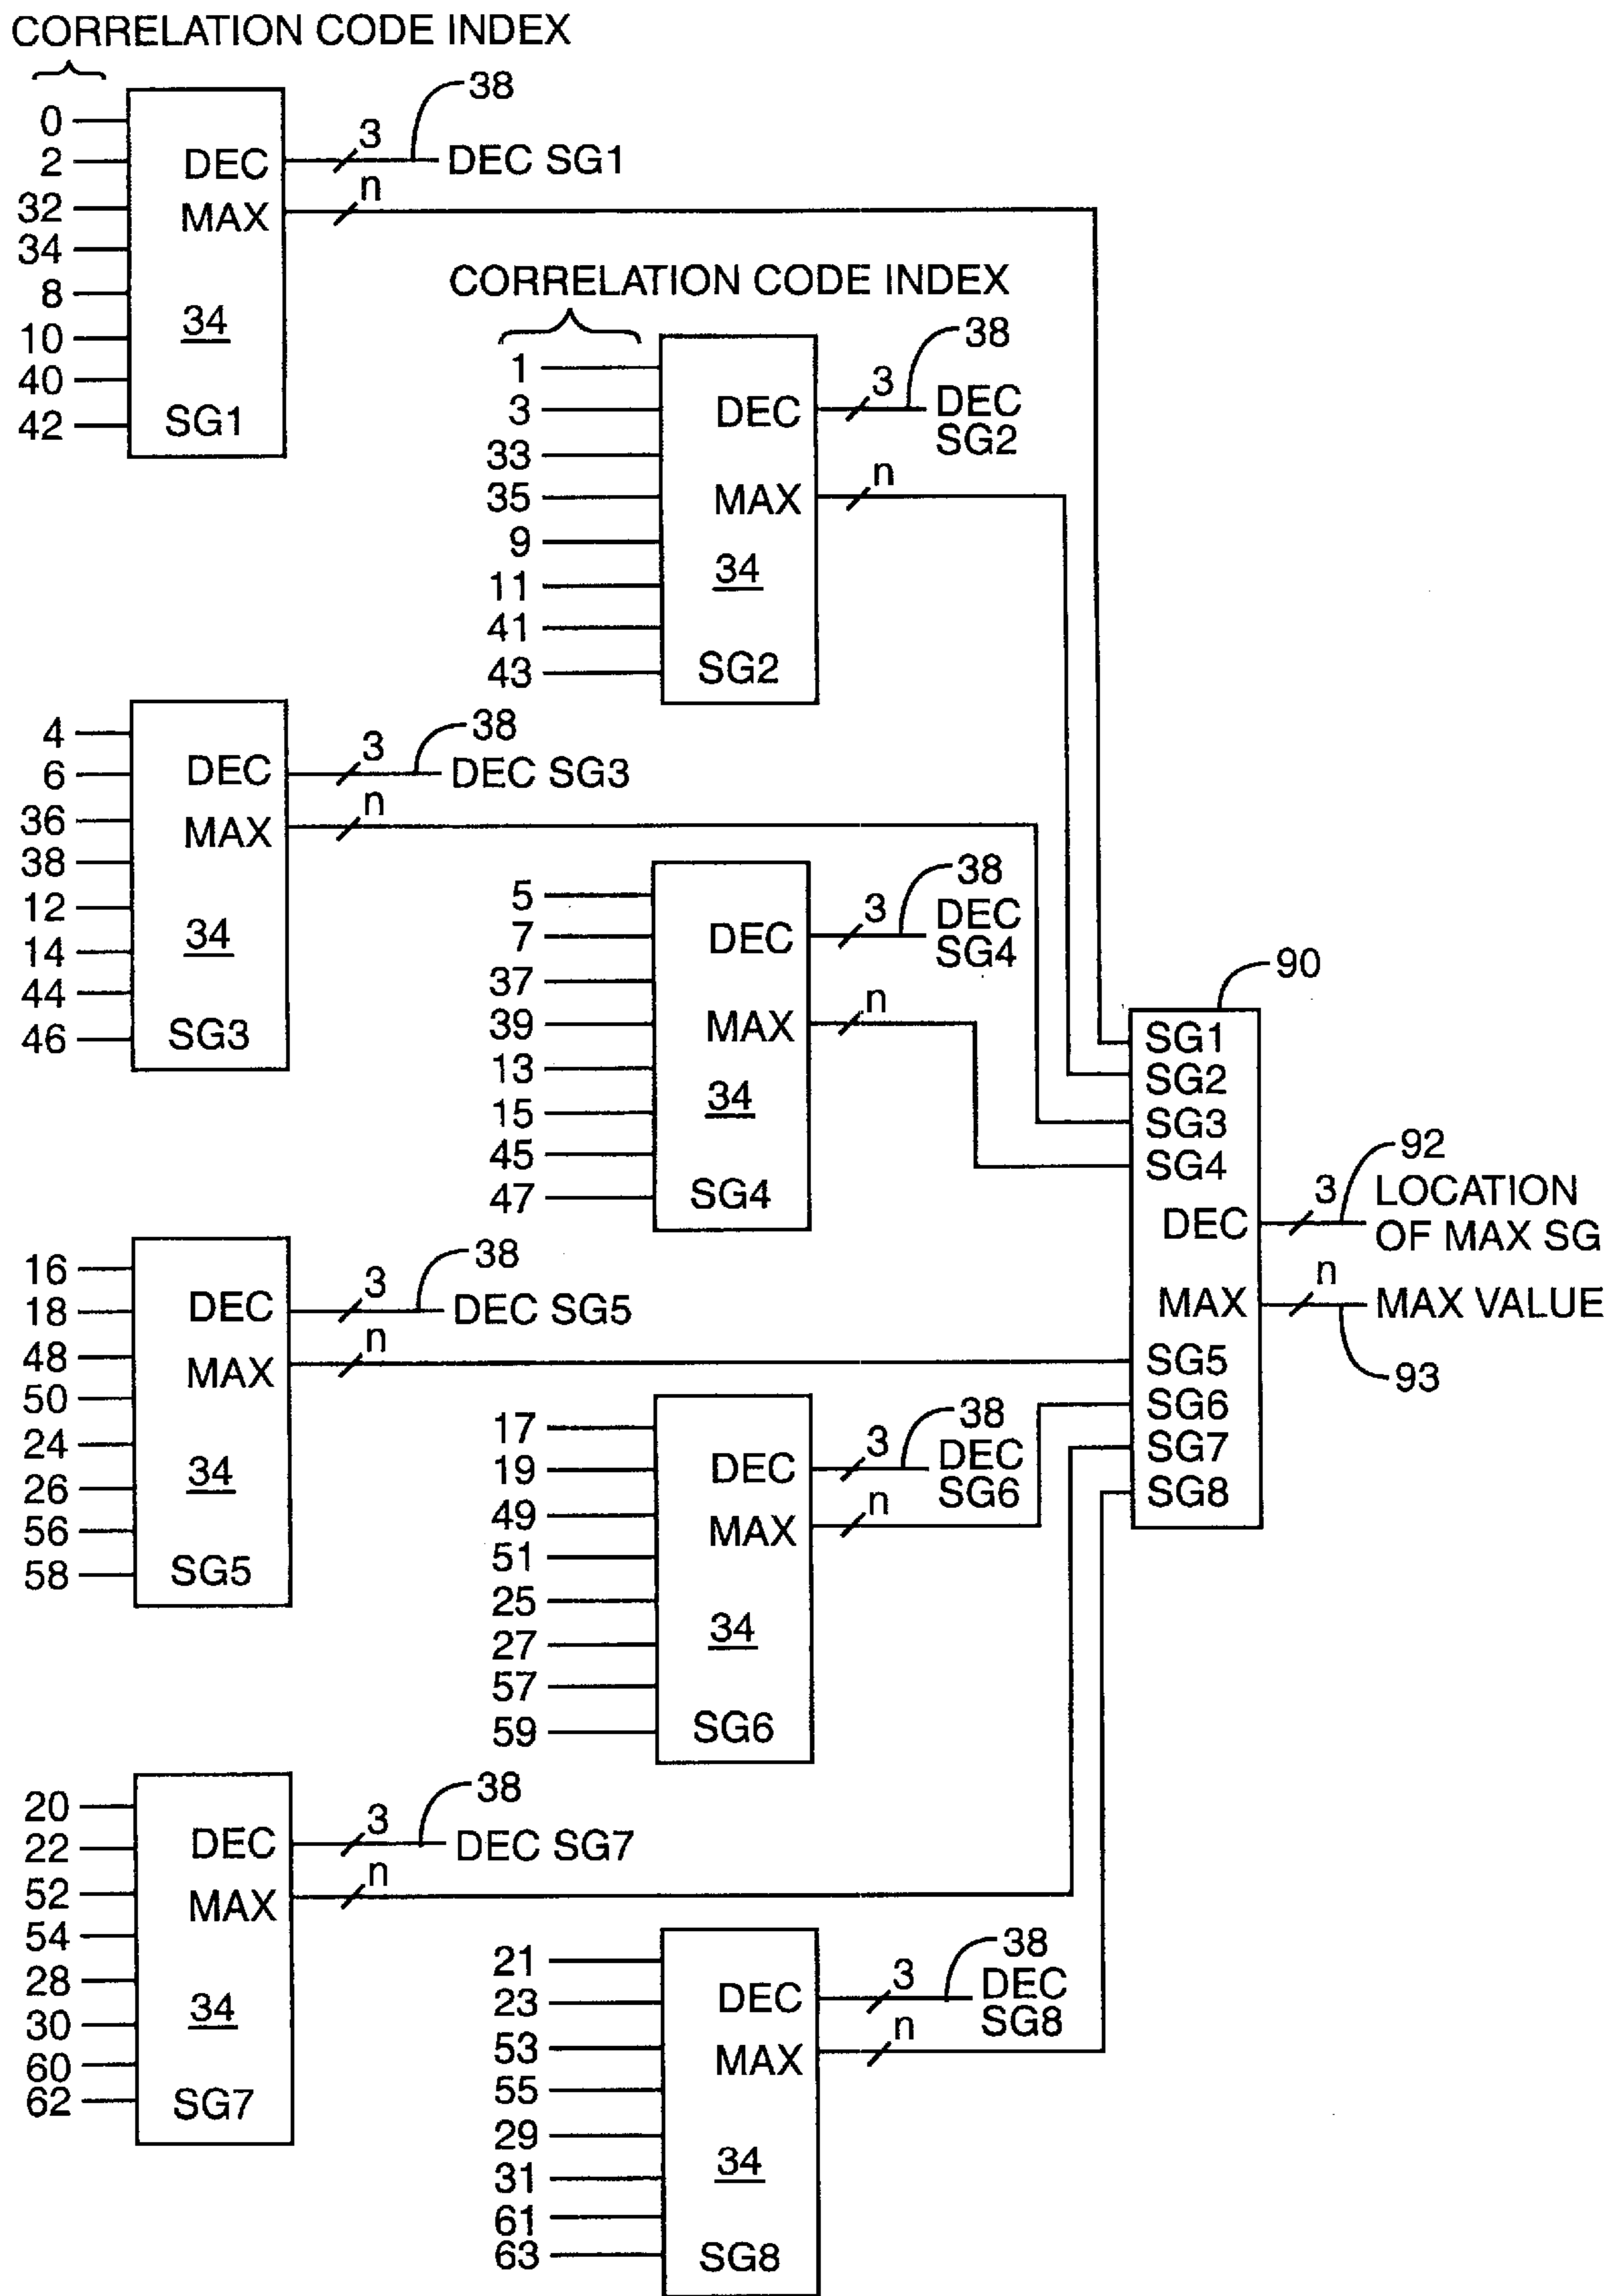 CORRELATION CODE INDEX
0
2
32
34
8
10
40
42
DEC
MAX
34
SG1
3
38
DEC SG1
n
CORRELATION CODE INDEX
1
3
33
35
9
11
41
43
DEC
MAX
34
SG2
3
38
DEC
SG2
n
4
6
36
38
12
14
44
46
DEC
MAX
34
SG3
3
38
DEC SG3
n
5
7
37
39
13
15
45
47
DEC
MAX
34
SG4
3
38
DEC
SG4
n
16
18
48
50
24
26
56
58
DEC
MAX
34
SG5
3
38
DEC SG5
n
17
19
49
51
25
27
57
59
DEC
MAX
34
SG6
3
38
DEC
SG6
n
20
22
52
54
28
30
60
62
DEC
MAX
34
SG7
3
38
DEC SG7
n
21
23
53
55
29
31
61
63
DEC
MAX
34
SG8
3
38
DEC
SG8
n
90
SG1
SG2
SG3
SG4
DEC
MAX
SG5
SG6
SG7
SG8
3
92
LOCATION
OF MAX SG
n
MAX VALUE
93